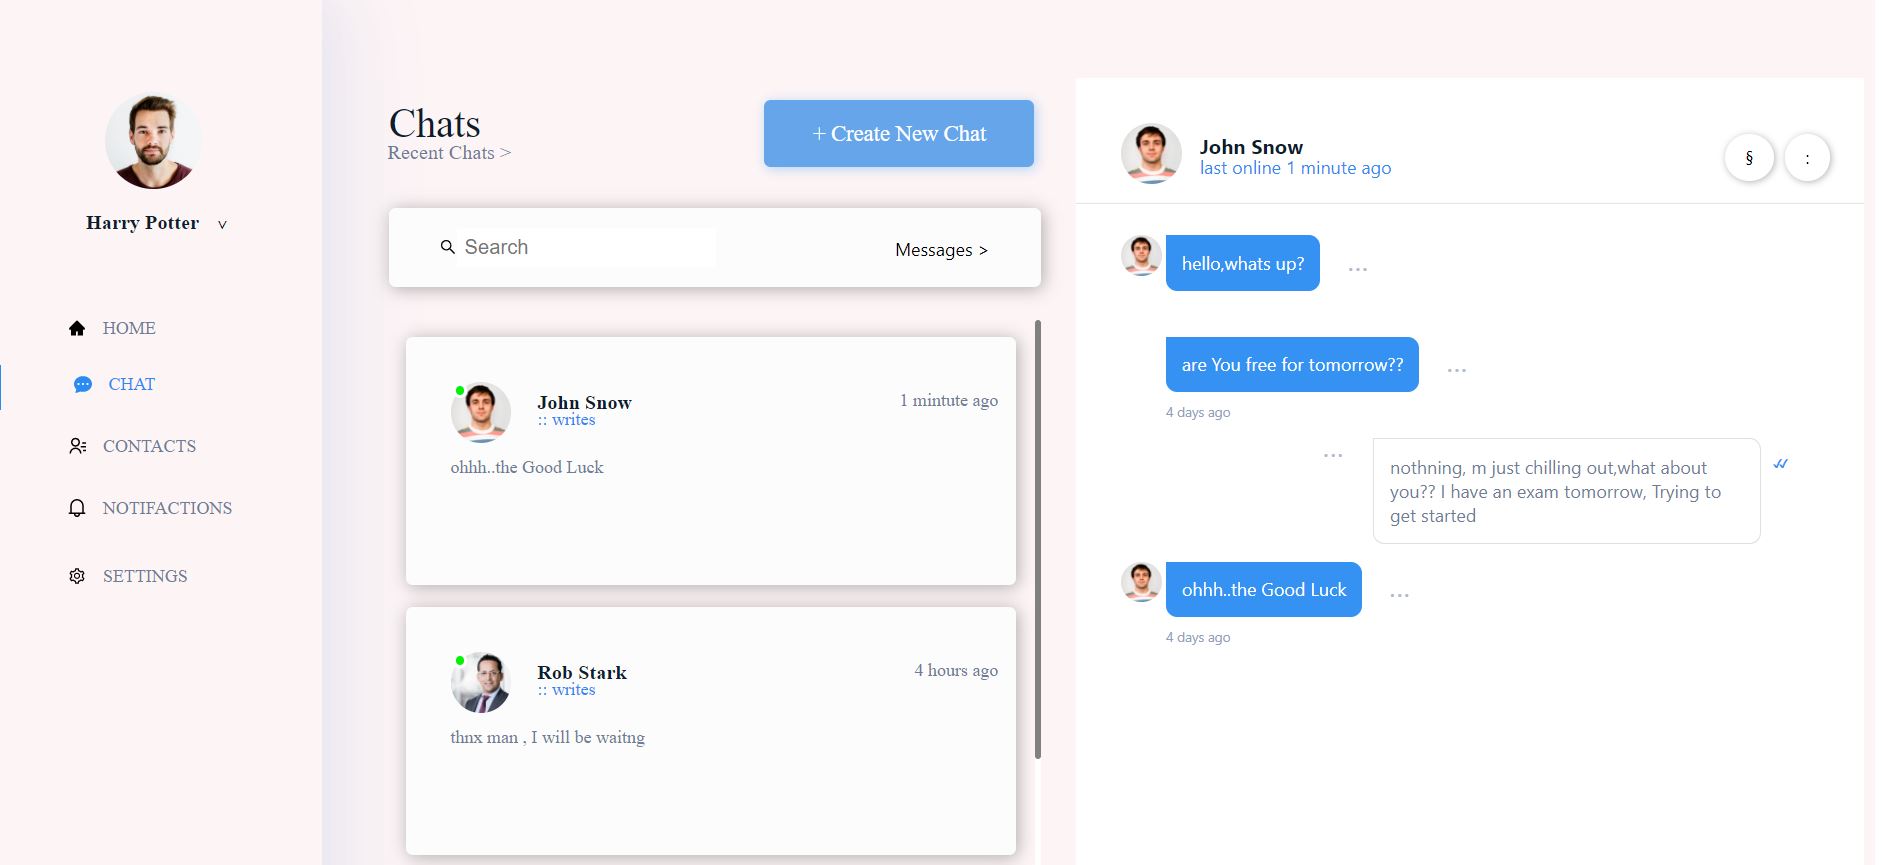 Harry Potter v
HOME
CHAT
CONTACTS
NOTIFACTIONS
SETTINGS
Chats
Recent Chats >
+ Create New Chat
Search
Messages >
John Snow
:: writes
1 mintute ago
ohhh..the Good Luck
Rob Stark
:: writes
4 hours ago
thnx man , I will be waitng
John Snow
last online 1 minute ago
§
:
hello,whats up?
...
are You free for tomorrow??
...
4 days ago
...
nothning, m just chilling out,what about
you?? I have an exam tomorrow, Trying to
get started
ohhh..the Good Luck
...
4 days ago